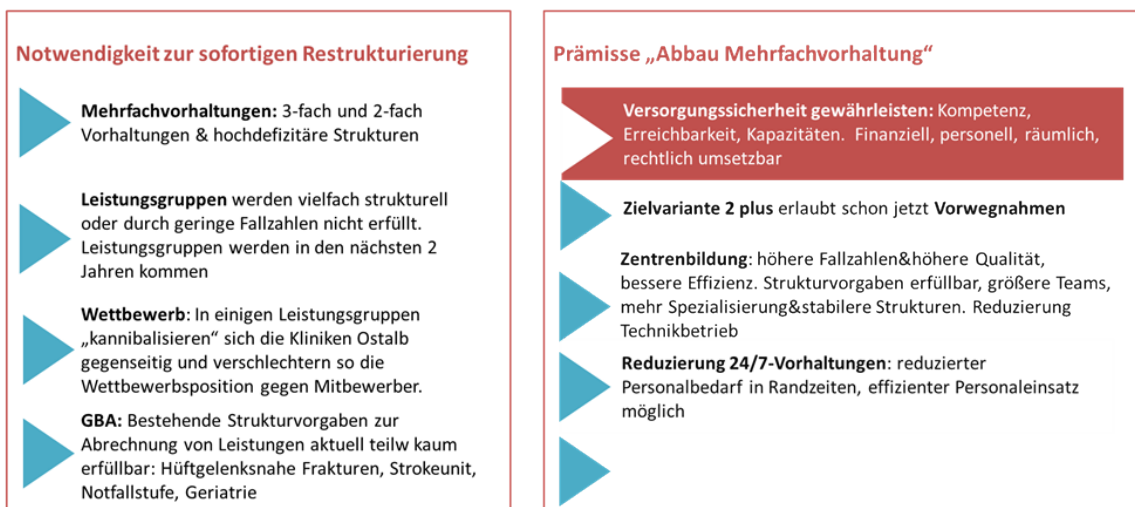 Notwendigkeit zur sofortigen Restrukturierung
Mehrfachvorhaltungen: 3-fach und 2-fach
Vorhaltungen & hochdefizitäre Strukturen
Leistungsgruppen werden vielfach strukturell
oder durch geringe Fallzahlen nicht erfüllt.
Leistungsgruppen werden in den nächsten 2
Jahren kommen
Wettbewerb: In einigen Leistungsgruppen
„kannibalisieren“ sich die Kliniken Ostalb
gegenseitig und verschlechtern so die
Wettbewerbsposition gegen Mitbewerber.
GBA: Bestehende Strukturvorgaben zur
Abrechnung von Leistungen aktuell teilw kaum
erfüllbar: Hüftgelenksnahe Frakturen, Strokeunit,
Notfallstufe, Geriatrie
Prämisse „Abbau Mehrfachvorhaltung“
Versorgungssicherheit gewährleisten: Kompetenz,
Erreichbarkeit, Kapazitäten. Finanziell, personell, räumlich,
rechtlich umsetzbar
Zielvariante 2 plus erlaubt schon jetzt Vorwegnahmen
Zentrenbildung: höhere Fallzahlen&höhere Qualität,
bessere Effizienz. Strukturvorgaben erfüllbar, größere Teams,
mehr Spezialisierung&stabilere Strukturen. Reduzierung
Technikbetrieb
Reduzierung 24/7-Vorhaltungen: reduzierter
Personalbedarf in Randzeiten, effizienter Personaleinsatz
möglich